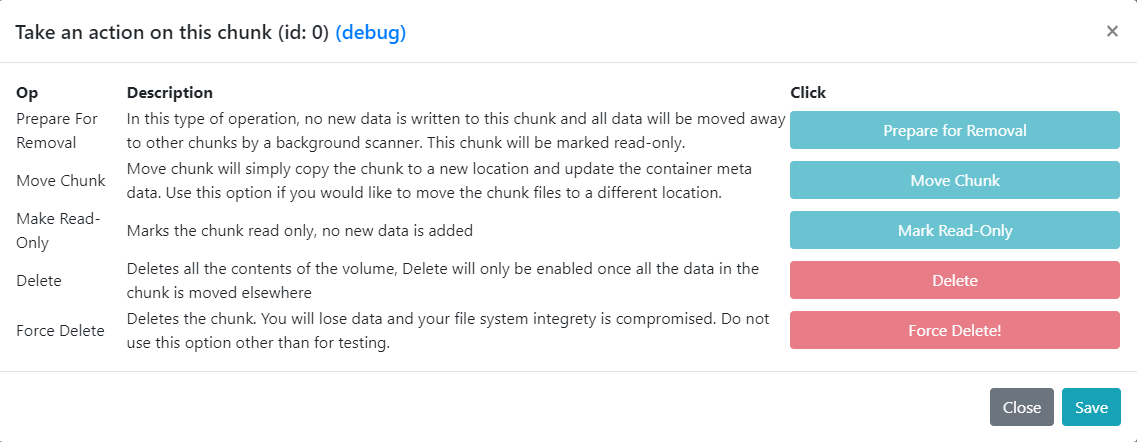 Take an action on this chunk (id: 0) (debug)
×
Op Description Click
Prepare For Removal
In this type of operation, no new data is written to this chunk and all data will be moved away
to other chunks by a background scanner. This chunk will be marked read-only.
Prepare for Removal
Move Chunk
Move chunk will simply copy the chunk to a new location and update the container meta
data. Use this option if you would like to move the chunk files to a different location.
Move Chunk
Make Read-
Only
Marks the chunk read only, no new data is added
Mark Read-Only
Delete
Deletes all the contents of the volume, Delete will only be enabled once all the data in the
chunk is moved elsewhere
Delete
Force Delete
Deletes the chunk. You will lose data and your file system integrety is compromised. Do not
use this option other than for testing.
Force Delete!
Close Save